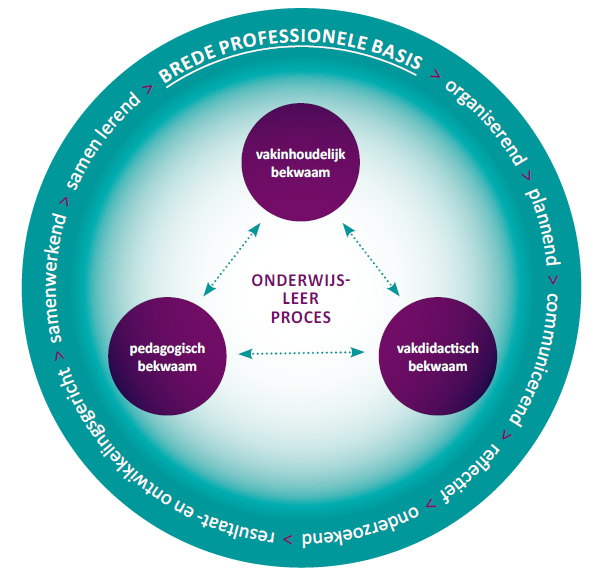 BREDE PROFESSIONELE BASIS > organiserend > plannend > communicerend > reflectief > onderzoekend > resultaat- en ontwikkelingsgericht > samenwerkend > samen lerend >
vakinhoudelijk
bekwaam
ONDERWIJS-
LEER
PROCES
pedagogisch
bekwaam
vakdidactisch
bekwaam